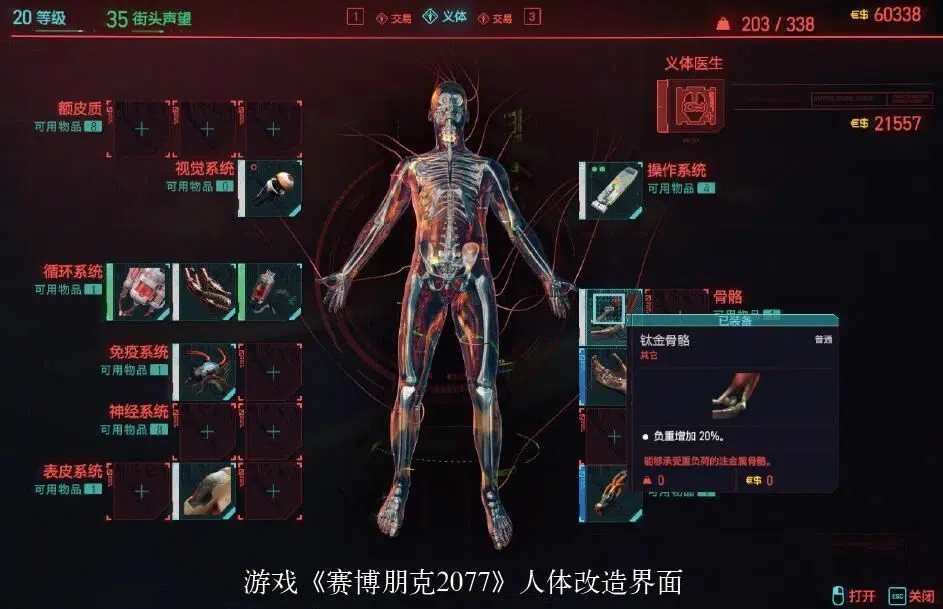 20 等级
35 街头声望
1 交易 义体 交易 3
203 / 338
€$ 60338
义体医生
€$ 21557
额皮质
可用物品 8
视觉系统
可用物品 0
循环系统
可用物品 1
免疫系统
可用物品 1
神经系统
可用物品 8
表皮系统
可用物品 1
操作系统
可用物品 4
骨骼
已装备
钛金骨骼
普通
其它
负重增加 20%。
能够承受重负荷的注金属骨骼。
0
€$ 0
可用物品 1
游戏《赛博朋克2077》人体改造界面
打开
ESC 关闭